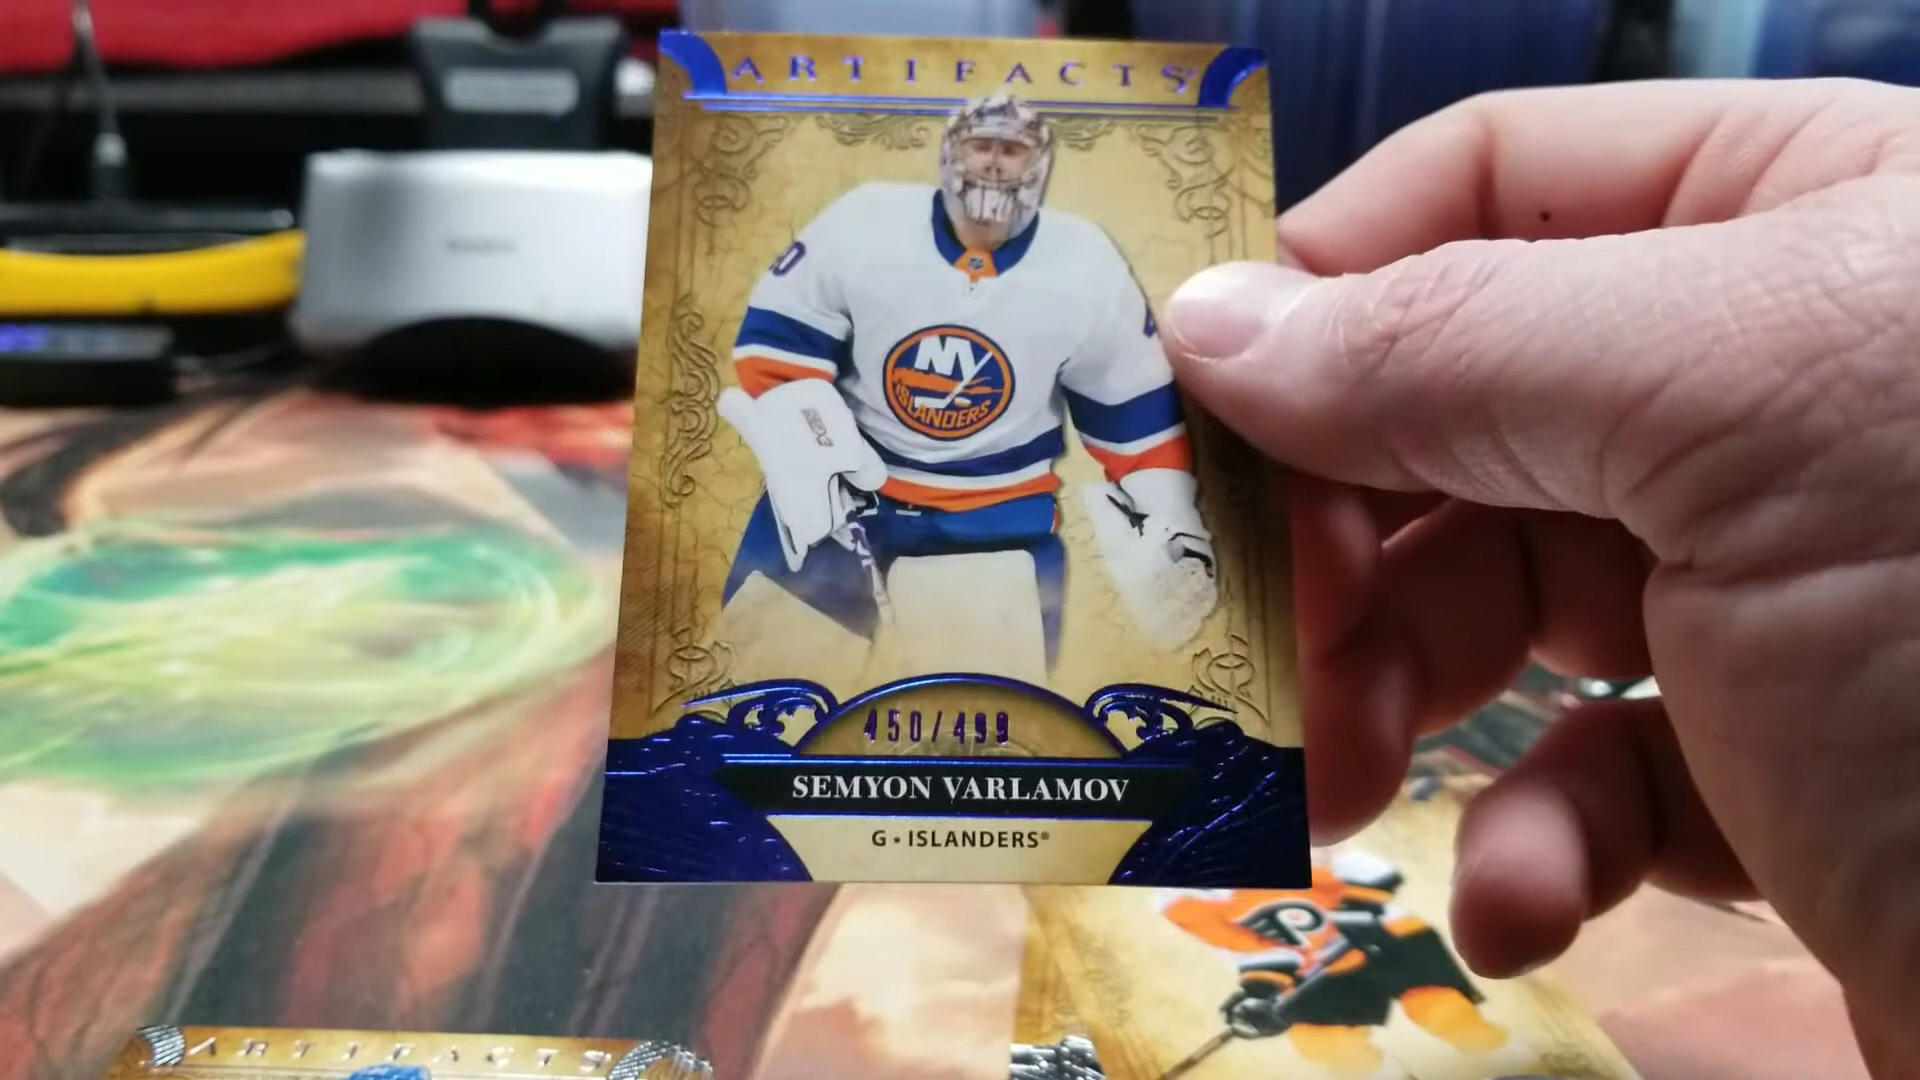 ARTIFACTS
NY
ISLANDERS
450/499
SEMYON VARLAMOV
G • ISLANDERS®
ARTIFACTS